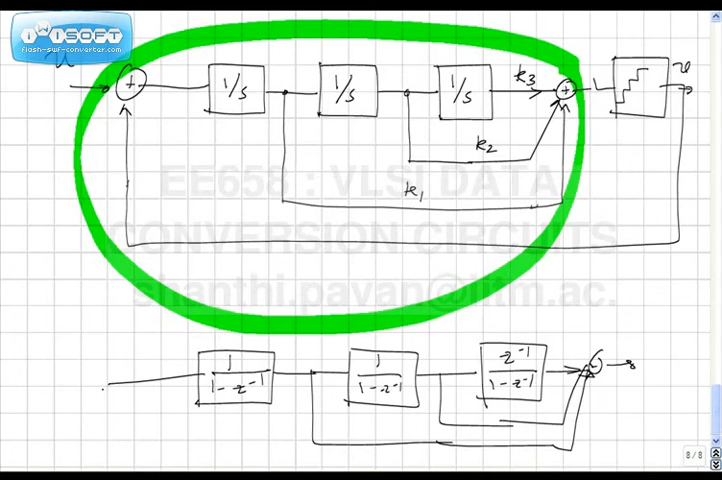 iWiSOFT
flash-swf-converter.com
u
+
1/s
1/s
1/s
k3
+
v
k2
k1
EE658 : VLSI DATA
CONVERSION CIRCUITS
shanthi.pavan@iitm.ac.
1
1 - z^-1
1
1 - z^-1
z^-1
1 - z^-1
8 / 8